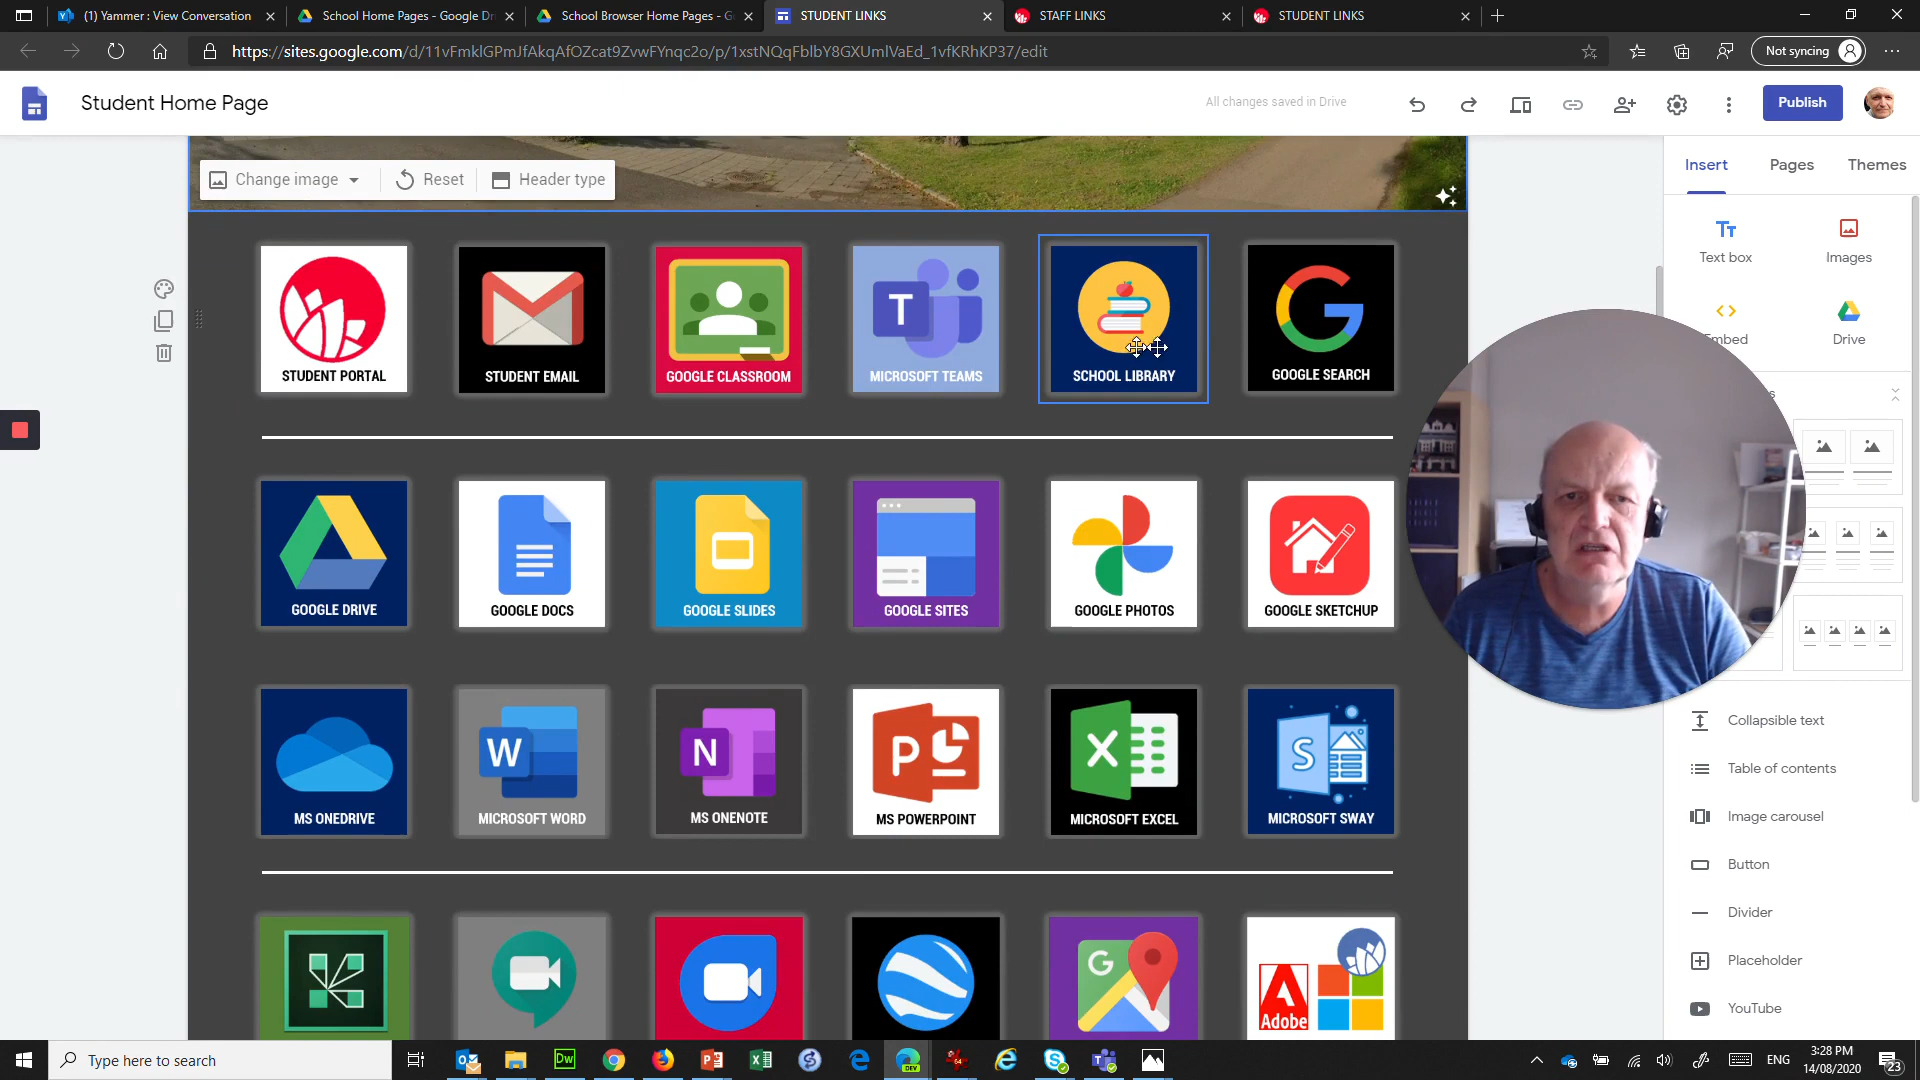 (1) Yammer : View Conversation
School Home Pages - Google Dr
School Browser Home Pages - G
STUDENT LINKS
STAFF LINKS
STUDENT LINKS
https://sites.google.com/d/11vFmklGPmJfAkqAfOZcat9ZvwFYnqc2o/p/1xstNQqFblbY8GXUmlVaEd_1vfKRhKP37/edit
Not syncing
Student Home Page
All changes saved in Drive
Publish
Change image
Reset
Header type
Insert
Pages
Themes
Text box
Images
Embed
Drive
STUDENT PORTAL
STUDENT EMAIL
GOOGLE CLASSROOM
T
MICROSOFT TEAMS
SCHOOL LIBRARY
GOOGLE SEARCH
GOOGLE DRIVE
GOOGLE DOCS
GOOGLE SLIDES
GOOGLE SITES
GOOGLE PHOTOS
GOOGLE SKETCHUP
MS ONEDRIVE
W
MICROSOFT WORD
N
MS ONENOTE
P
MS POWERPOINT
X
MICROSOFT EXCEL
S
MICROSOFT SWAY
G
Adobe
Collapsible text
Table of contents
Image carousel
Button
Divider
Placeholder
YouTube
Type here to search
Dw
DEV
ENG
3:28 PM
14/08/2020
23